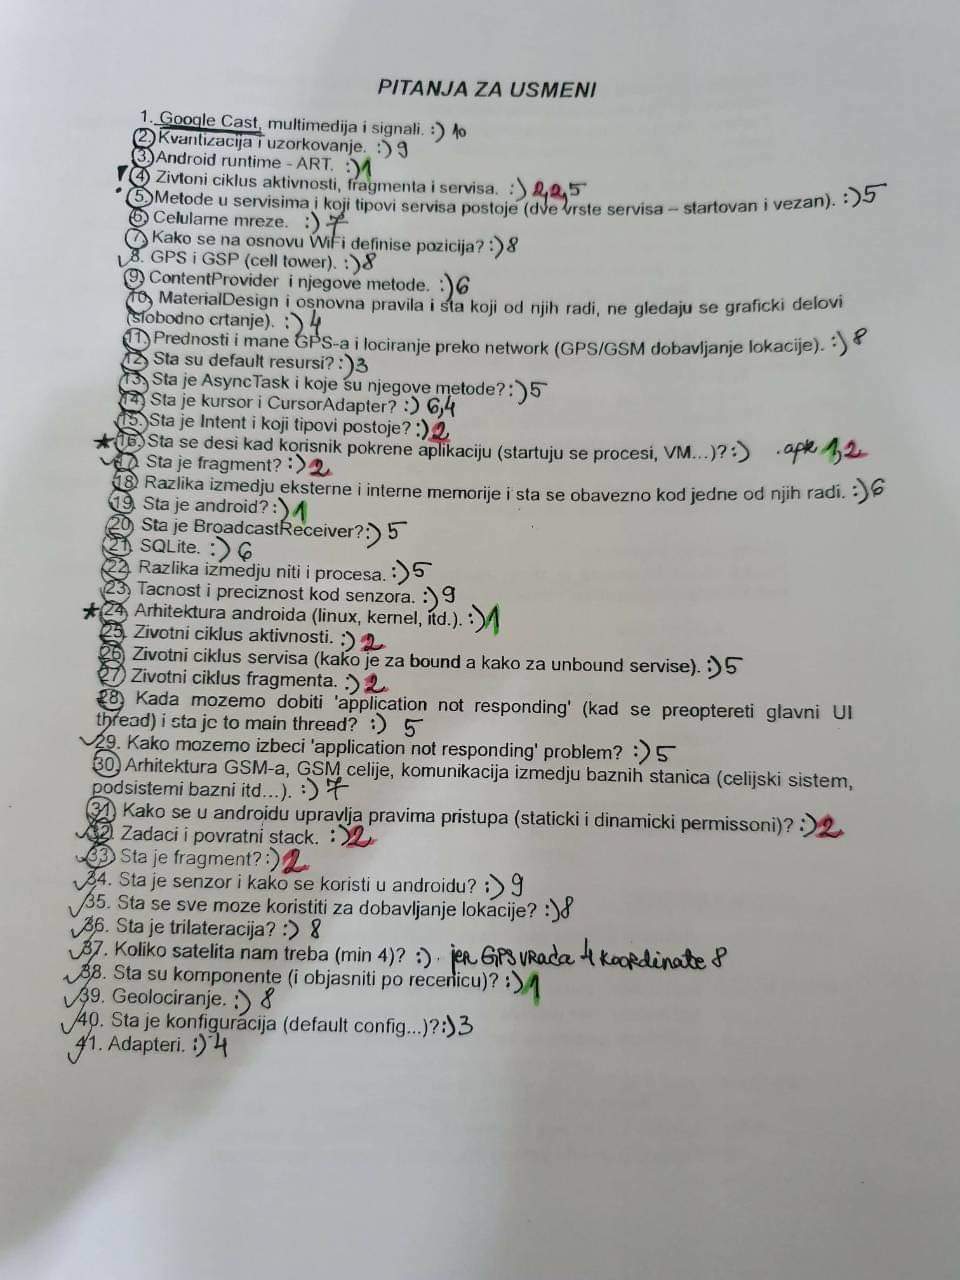 PITANJA ZA USMENI
1. Google Cast, multimedija i signali. :) 10
2. Kvantizacija i uzorkovanje. :) 9
3. Android runtime - ART. :) 1
! 4. Zivtoni ciklus aktivnosti, fragmenta i servisa. :) 2,2,5
5. Metode u servisima i koji tipovi servisa postoje (dve vrste servisa – startovan i vezan). :) 5
6. Celularne mreze. :) 7
7. Kako se na osnovu WiFi definise pozicija? :) 8
8. GPS i GSP (cell tower). :) 8
9. ContentProvider i njegove metode. :) 6
10. MaterialDesign i osnovna pravila i sta koji od njih radi, ne gledaju se graficki delovi
(slobodno crtanje). :) 4
11. Prednosti i mane GPS-a i lociranje preko network (GPS/GSM dobavljanje lokacije). :) 8
12. Sta su default resursi? :) 3
13. Sta je AsyncTask i koje su njegove metode? :) 5
14. Sta je kursor i CursorAdapter? :) 6,4
15. Sta je Intent i koji tipovi postoje? :) 2
★ 16. Sta se desi kad korisnik pokrene aplikaciju (startuju se procesi, VM...)? :) .apk 1,2
17. Sta je fragment? :) 2
18. Razlika izmedju eksterne i interne memorije i sta se obavezno kod jedne od njih radi. :) 6
19. Sta je android? :) 1
20. Sta je BroadcastReceiver? :) 5
21. SQLite. :) 6
22. Razlika izmedju niti i procesa. :) 5
23. Tacnost i preciznost kod senzora. :) 9
★ 24. Arhitektura androida (linux, kernel, itd.). :) 1
25. Zivotni ciklus aktivnosti. :) 2
26. Zivotni ciklus servisa (kako je za bound a kako za unbound servise). :) 5
27. Zivotni ciklus fragmenta. :) 2
28. Kada mozemo dobiti 'application not responding' (kad se preoptereti glavni UI
thread) i sta je to main thread? :) 5
29. Kako mozemo izbeci 'application not responding' problem? :) 5
30. Arhitektura GSM-a, GSM celije, komunikacija izmedju baznih stanica (celijski sistem,
podsistemi bazni itd...). :) 7
31. Kako se u androidu upravlja pravima pristupa (staticki i dinamicki permissoni)? :) 2
32. Zadaci i povratni stack. :) 2
33. Sta je fragment? :) 2
34. Sta je senzor i kako se koristi u androidu? :) 9
35. Sta se sve moze koristiti za dobavljanje lokacije? :) 8
36. Sta je trilateracija? :) 8
37. Koliko satelita nam treba (min 4)? :) . jer GPS vraća 4 koordinate 8
38. Sta su komponente (i objasniti po recenicu)? :) 1
39. Geolociranje. :) 8
40. Sta je konfiguracija (default config...)? :) 3
41. Adapteri. :) 4